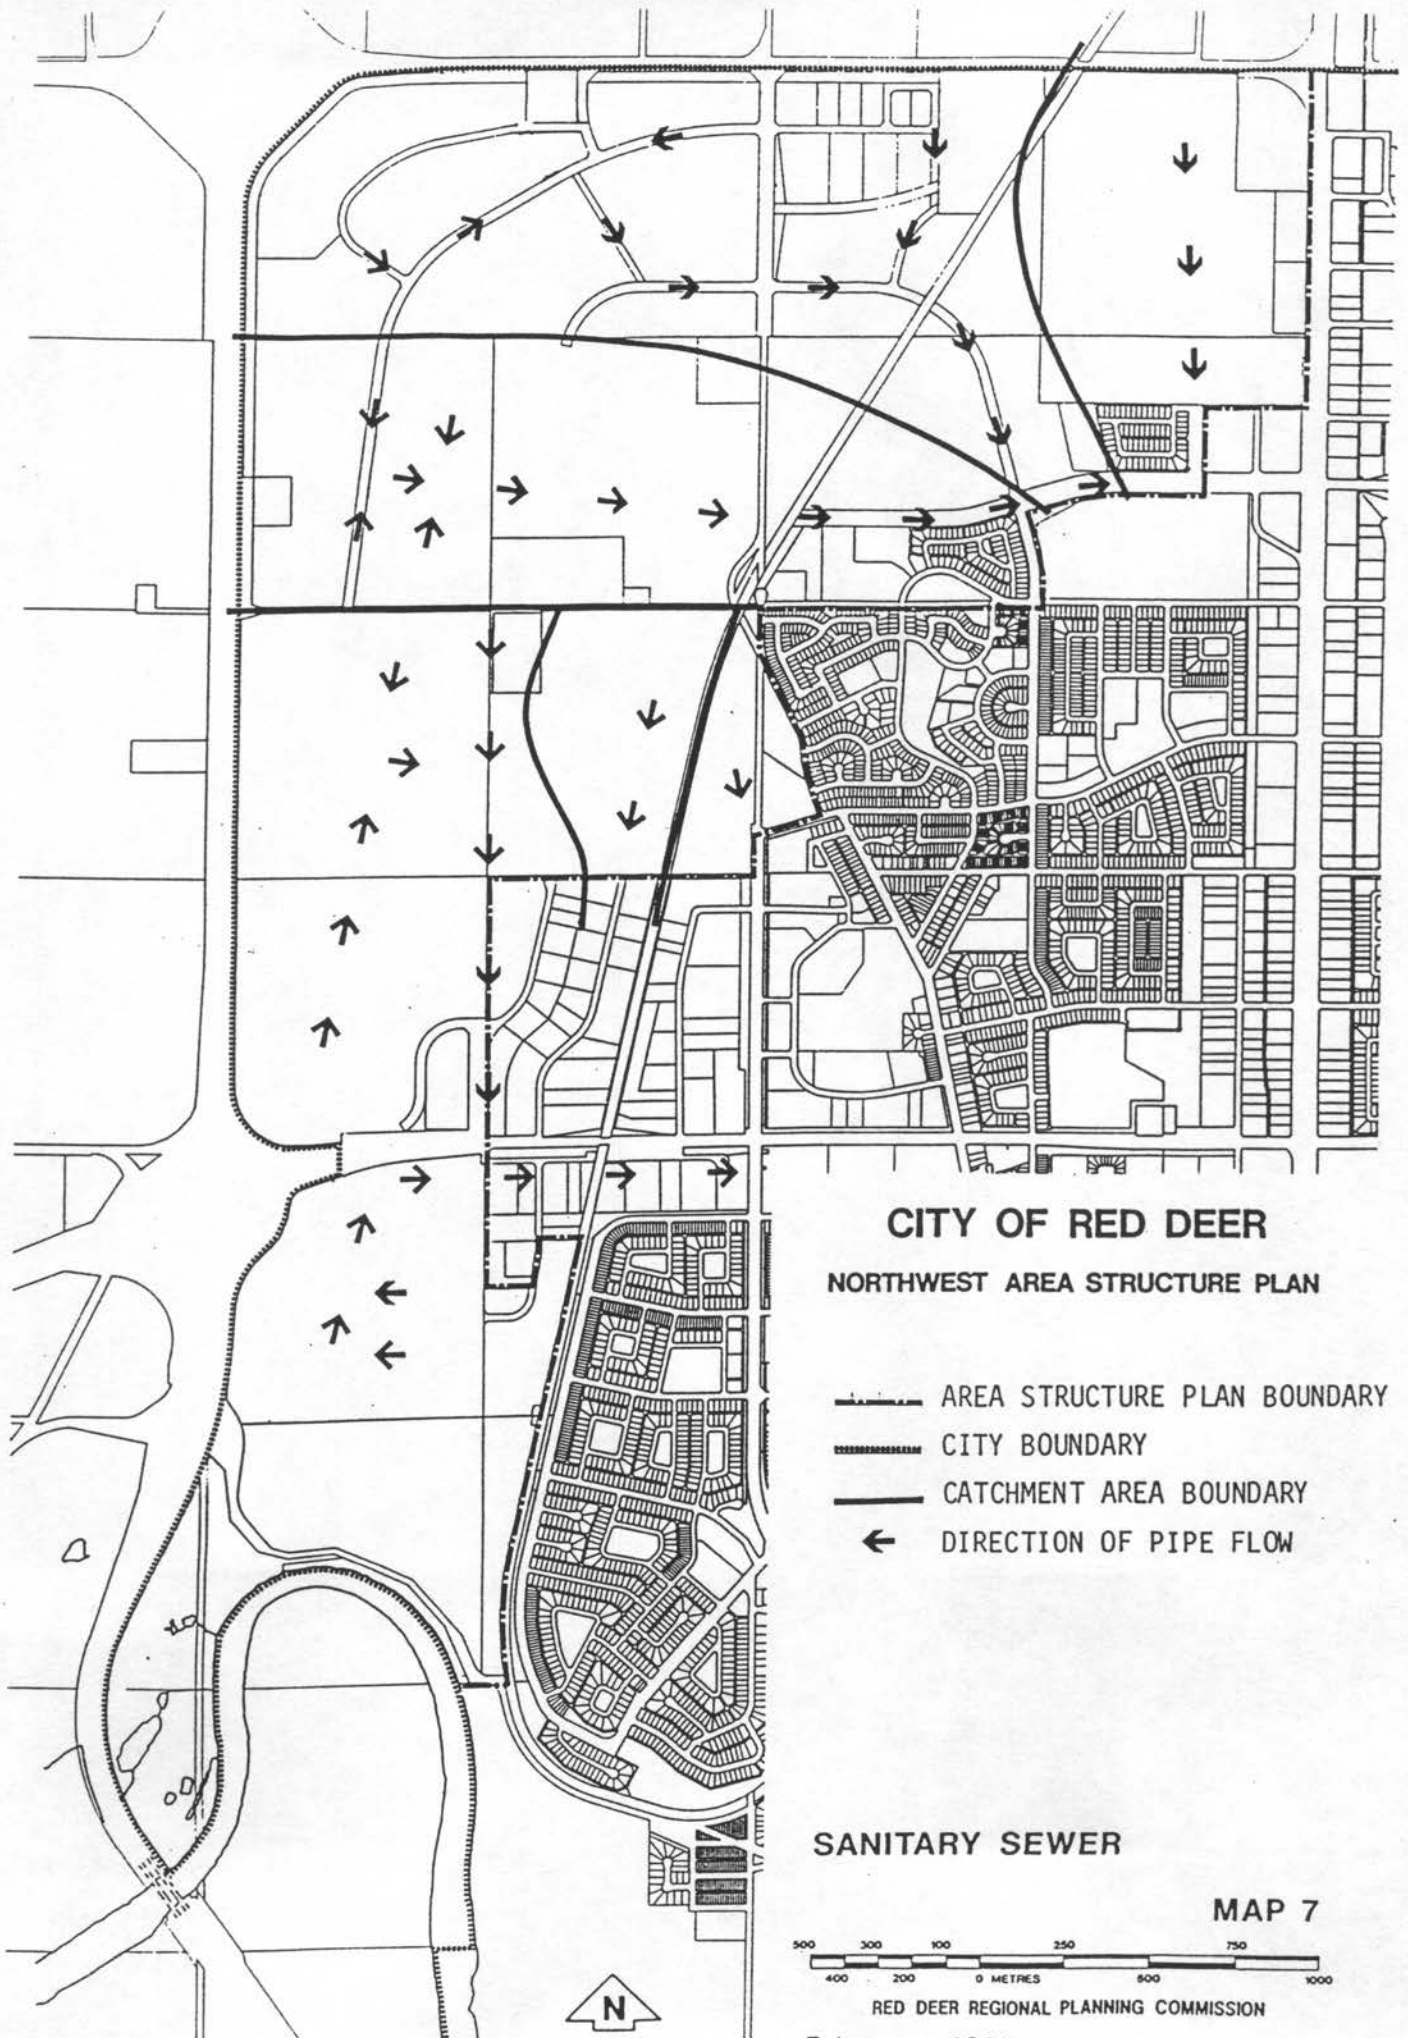 CITY OF RED DEER
NORTHWEST AREA STRUCTURE PLAN
AREA STRUCTURE PLAN BOUNDARY
CITY BOUNDARY
CATCHMENT AREA BOUNDARY
DIRECTION OF PIPE FLOW
SANITARY SEWER
MAP 7
500 300 100 250 750
400 200 0 METRES 500 1000
RED DEER REGIONAL PLANNING COMMISSION
N